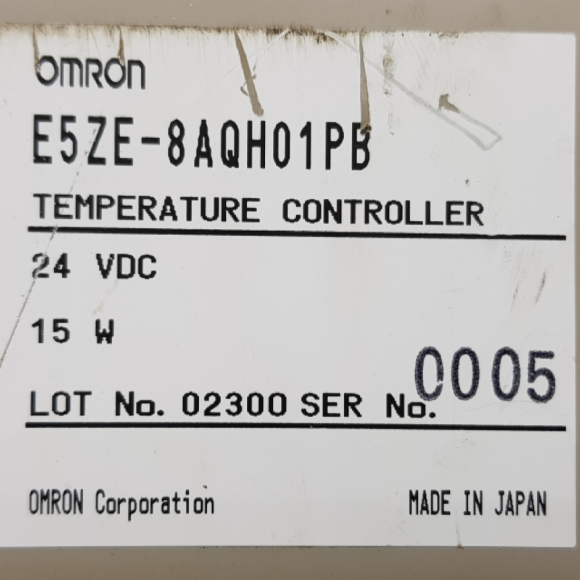 OMRON
E5ZE-8AQH01PB
TEMPERATURE CONTROLLER
24 VDC
15 W
LOT No. 02300 SER No. 0005
OMRON Corporation MADE IN JAPAN